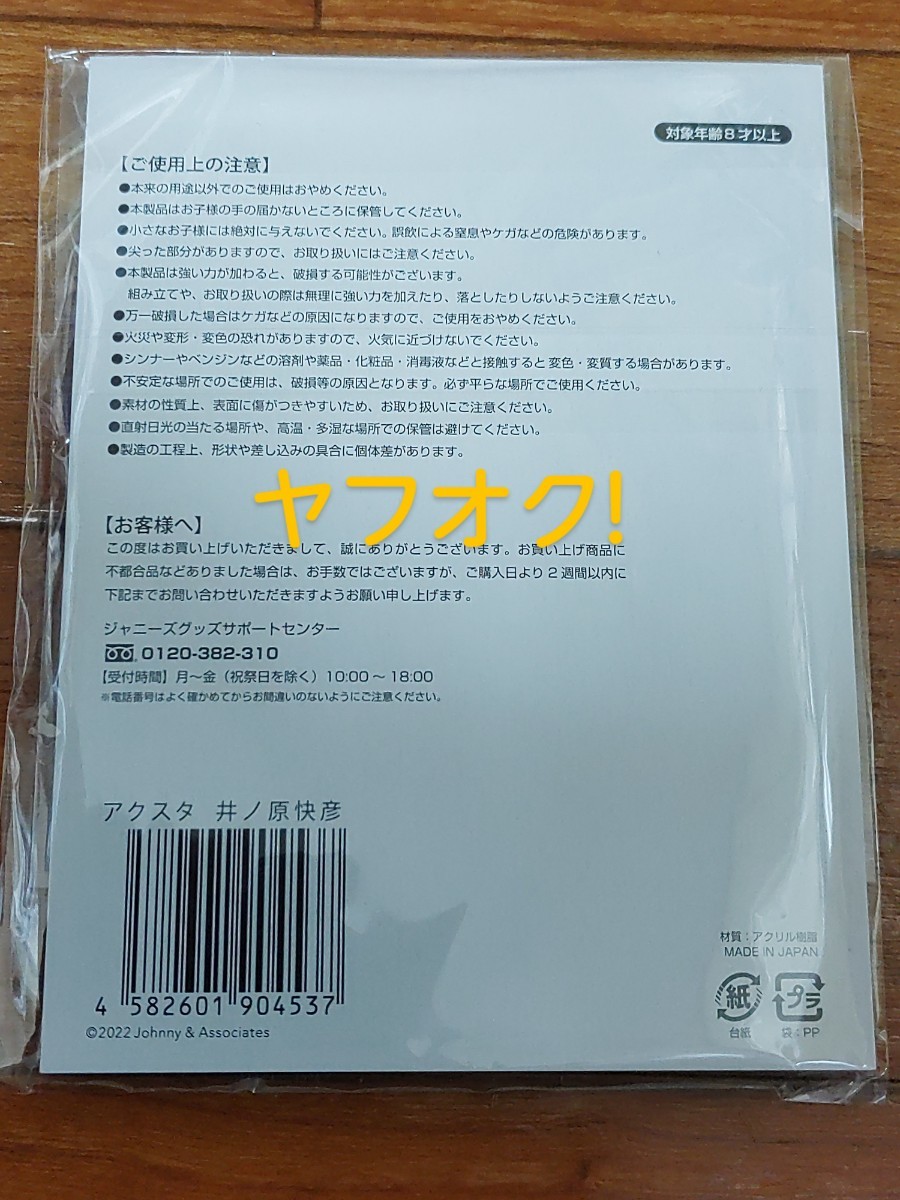 対象年齢8才以上
【ご使用上の注意】
●本来の用途以外でのご使用はおやめください。
●本製品はお子様の手の届かないところに保管してください。
●小さなお子様には絶対に与えないでください。誤飲による窒息やケガなどの危険があります。
●尖った部分がありますので、お取り扱いにはご注意ください。
●本製品は強い力が加わると、破損する可能性がございます。
組み立てや、お取り扱いの際は無理に強い力を加えたり、落としたりしないようご注意ください。
●万一破損した場合はケガなどの原因になりますので、ご使用をおやめください。
●火災や変形・変色の恐れがありますので、火気に近づけないでください。
●シンナーやベンジンなどの溶剤や薬品・化粧品・消毒液などと接触すると変色・変質する場合があります。
●不安定な場所でのご使用は、破損等の原因となります。必ず平らな場所でご使用ください。
●素材の性質上、表面に傷がつきやすいため、お取り扱いにご注意ください。
●直射日光の当たる場所や、高温・多湿な場所での保管は避けてください。
●製造の工程上、形状や差し込みの具合に個体差があります。
ヤフオク!
【お客様へ】
この度はお買い上げいただきまして、誠にありがとうございます。お買い上げ商品に
不都合品などありました場合は、お手数ではございますが、ご購入日より2週間以内に
下記までお問い合わせいただきますようお願い申し上げます。
ジャニーズグッズサポートセンター
0120-382-310
【受付時間】月～金（祝祭日を除く）10:00～18:00
※電話番号はよく確かめてからお間違いのないようにご注意ください。
アクスタ 井ノ原快彦
4 582601 904537
©2022 Johnny & Associates
材質：アクリル樹脂
MADE IN JAPAN
紙 プラ
台紙 袋：PP